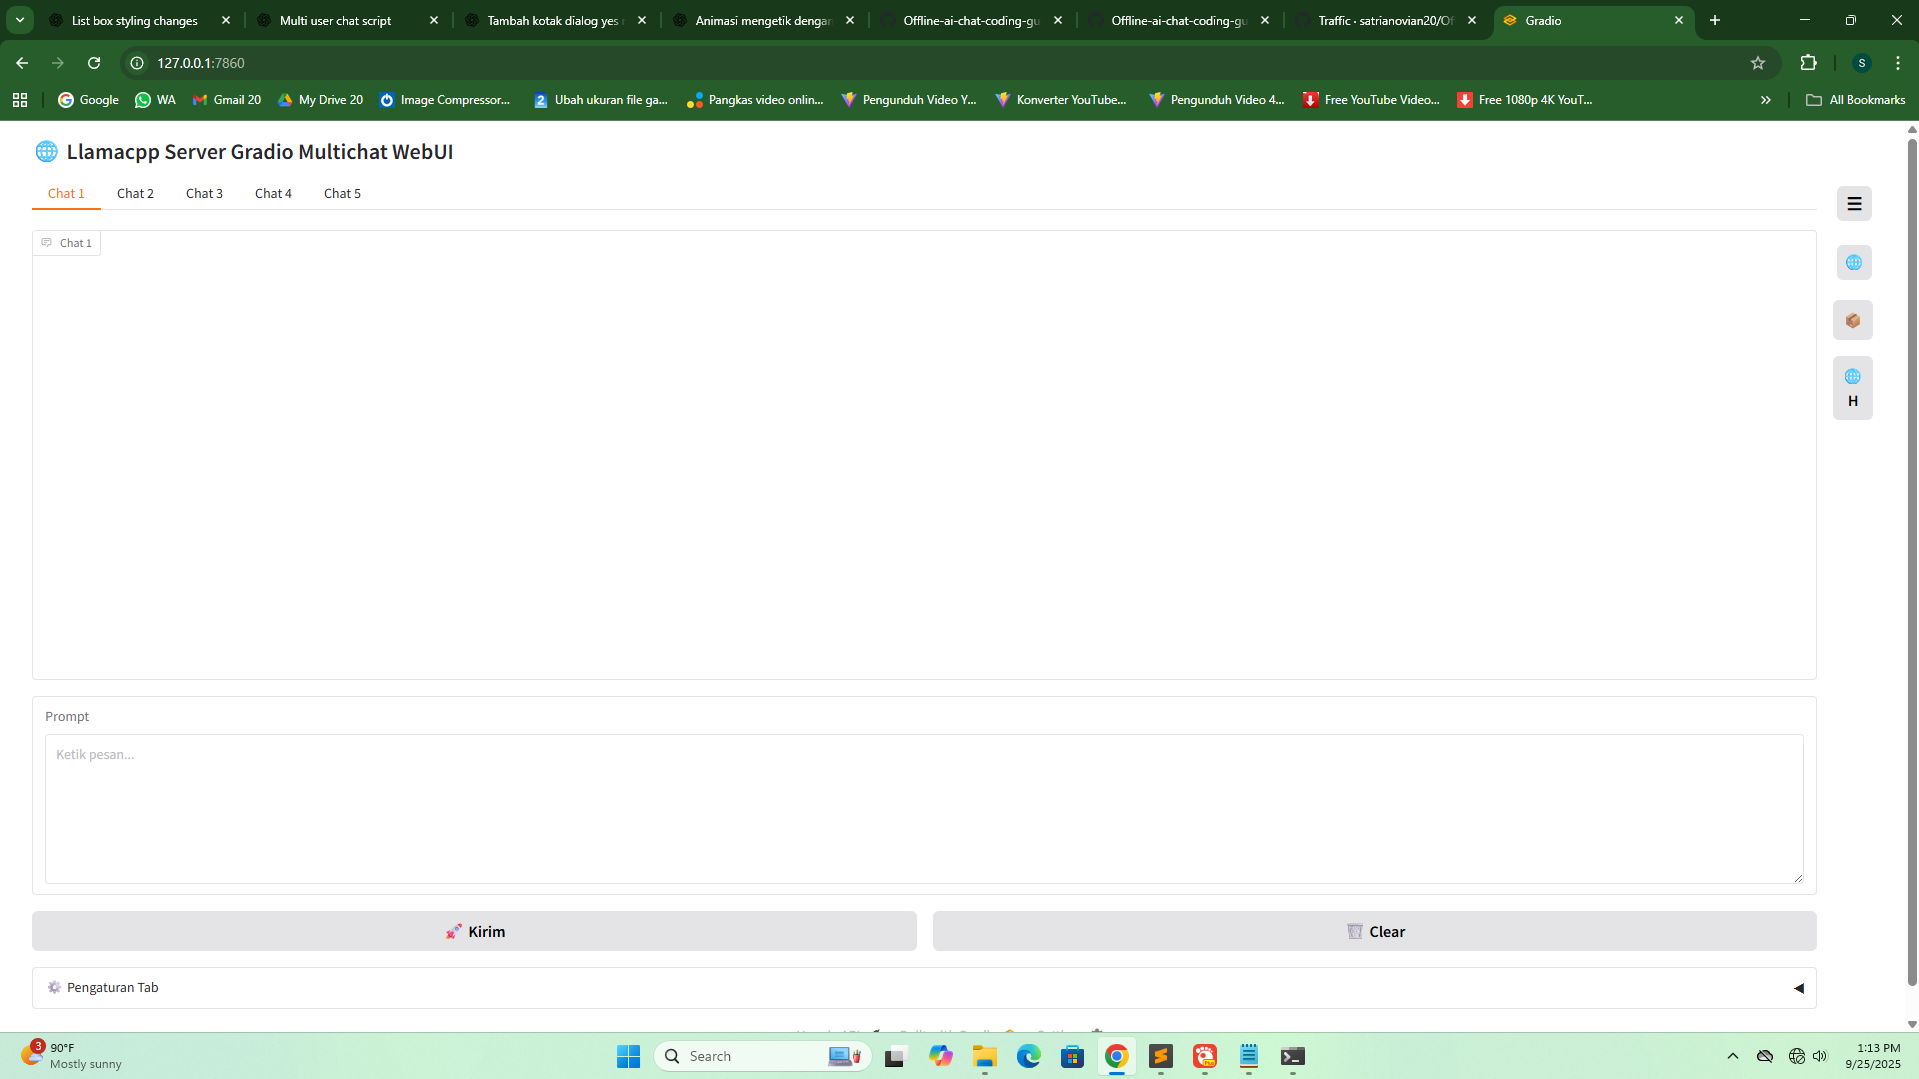 List box styling changes
Multi user chat script
Tambah kotak dialog yes
Animasi mengetik dengan
Offline-ai-chat-coding-gu
Offline-ai-chat-coding-gu
Traffic · satrianovian20/Of
Gradio
127.0.0.1:7860
S
Google
WA
Gmail 20
My Drive 20
Image Compressor...
Ubah ukuran file ga...
Pangkas video onlin...
Pengunduh Video Y...
Konverter YouTube...
Pengunduh Video 4...
Free YouTube Video...
Free 1080p 4K YouT...
All Bookmarks
Llamacpp Server Gradio Multichat WebUI
Chat 1
Chat 2
Chat 3
Chat 4
Chat 5
Chat 1
H
Prompt
Ketik pesan...
Kirim
Clear
Pengaturan Tab
3
90°F
Mostly sunny
Search
1:13 PM
9/25/2025